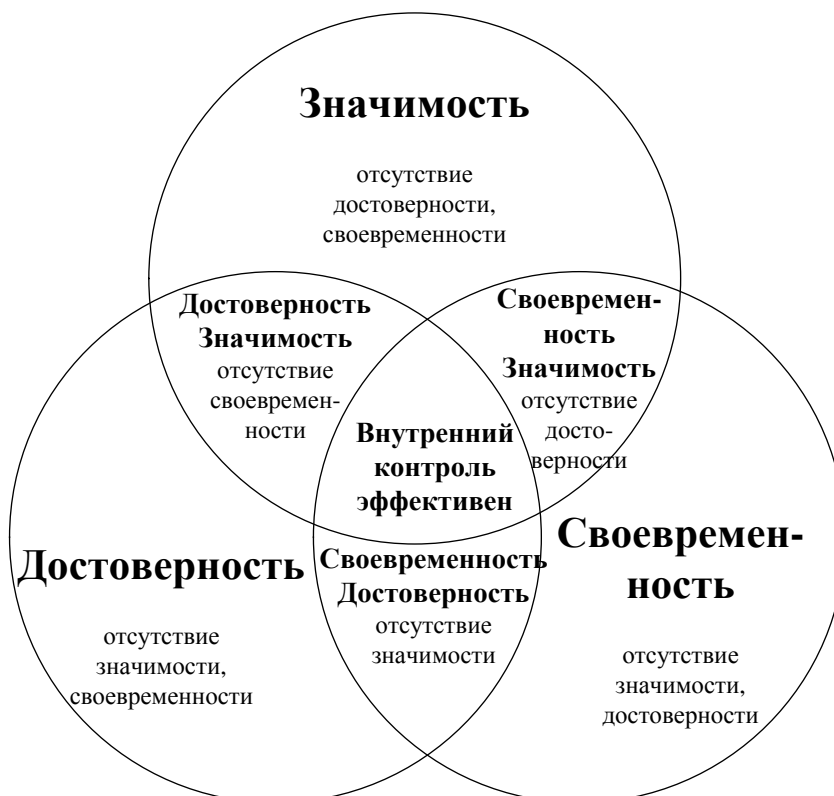 Значимость
отсутствие
достоверности,
своевременности
Достоверность
Значимость
отсутствие
своевремен-
ности
Своевремен-
ность
Значимость
отсутствие
досто-
верности
Внутренний
контроль
эффективен
Достоверность
отсутствие
значимости,
своевременности
Своевременность
Достоверность
отсутствие
значимости
Своевремен-
ность
отсутствие
значимости,
достоверности